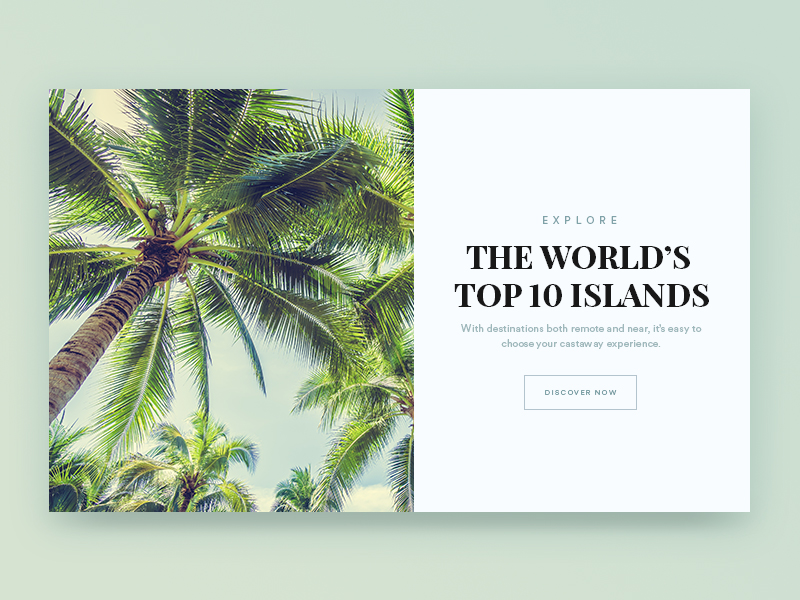 EXPLORE
THE WORLD’S
TOP 10 ISLANDS
With destinations both remote and near, it's easy to
choose your castaway experience.
DISCOVER NOW